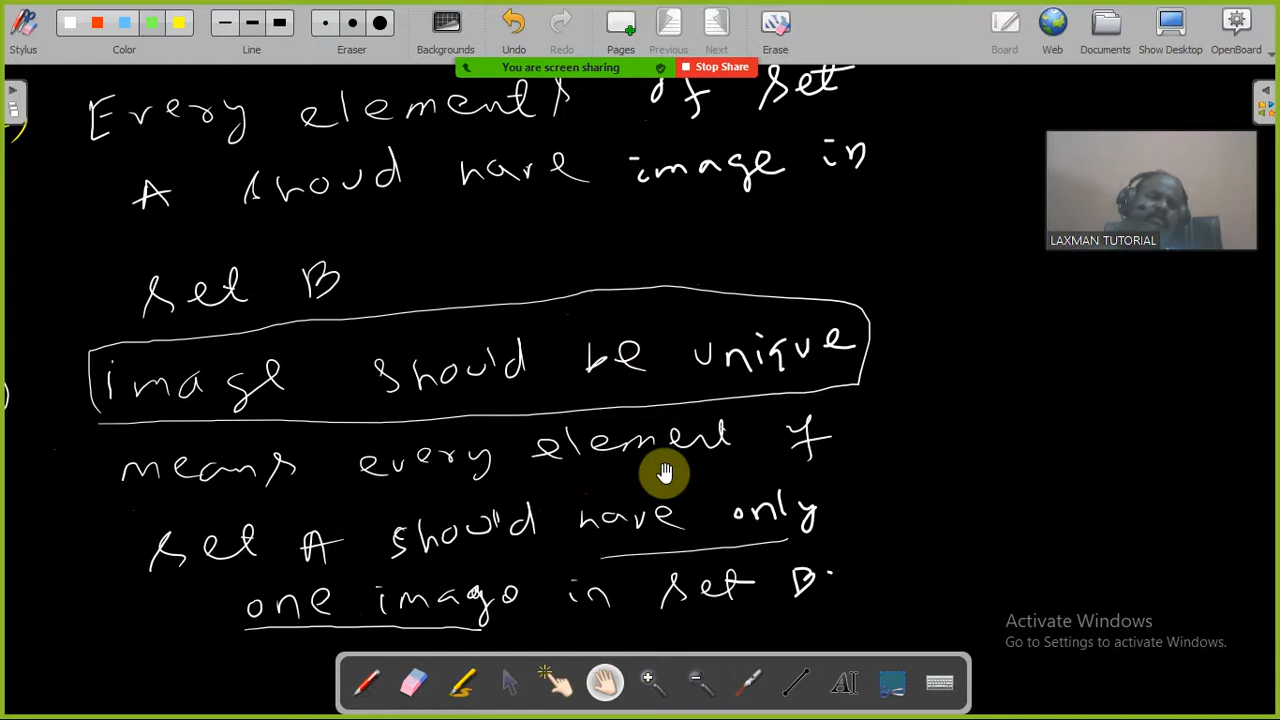 Stylus
Color
Line
Eraser
Backgrounds
Undo
Redo
Pages
Previous
Next
Erase
Board
Web
Documents
Show Desktop
OpenBoard
You are screen sharing
Stop Share
Every elements of set
A shoud have image in
set B
image should be unique
means every element of
set A should have only
one image in set B.
LAXMAN TUTORIAL
Activate Windows
Go to Settings to activate Windows.
AI